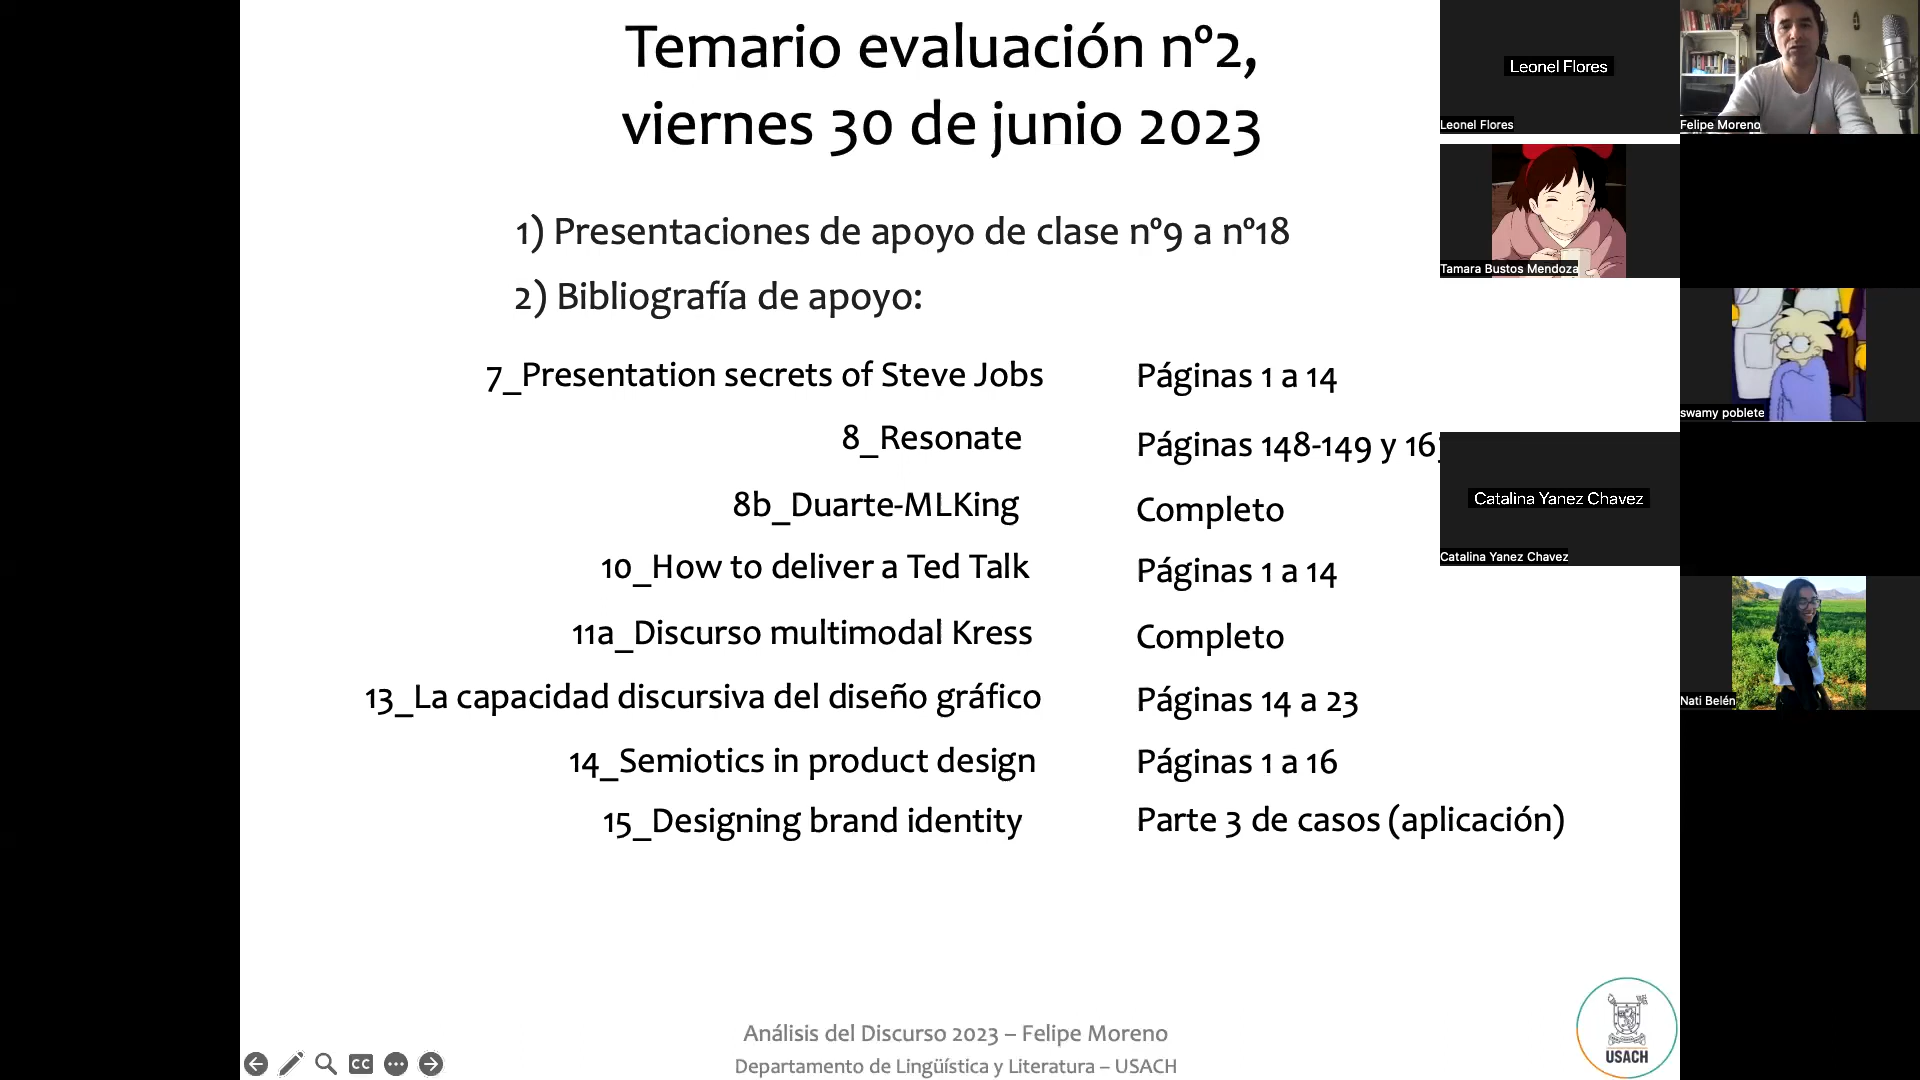 Temario evaluación nº2,
viernes 30 de junio 2023
1) Presentaciones de apoyo de clase nº9 a nº18
2) Bibliografía de apoyo:
7_Presentation secrets of Steve Jobs Páginas 1 a 14
8_Resonate Páginas 148-149 y
8b_Duarte-MLKing Completo
10_How to deliver a Ted Talk Páginas 1 a 14
11a_Discurso multimodal Kress Completo
13_La capacidad discursiva del diseño gráfico Páginas 14 a 23
14_Semiotics in product design Páginas 1 a 16
15_Designing brand identity Parte 3 de casos (aplicación)
Análisis del Discurso 2023 – Felipe Moreno
Departamento de Lingüística y Literatura – USACH
USACH
CC
Leonel Flores
Leonel Flores
Felipe Moreno
Tamara Bustos Mendoza
swamy poblete
Catalina Yanez Chavez
Catalina Yanez Chavez
Nati Belén